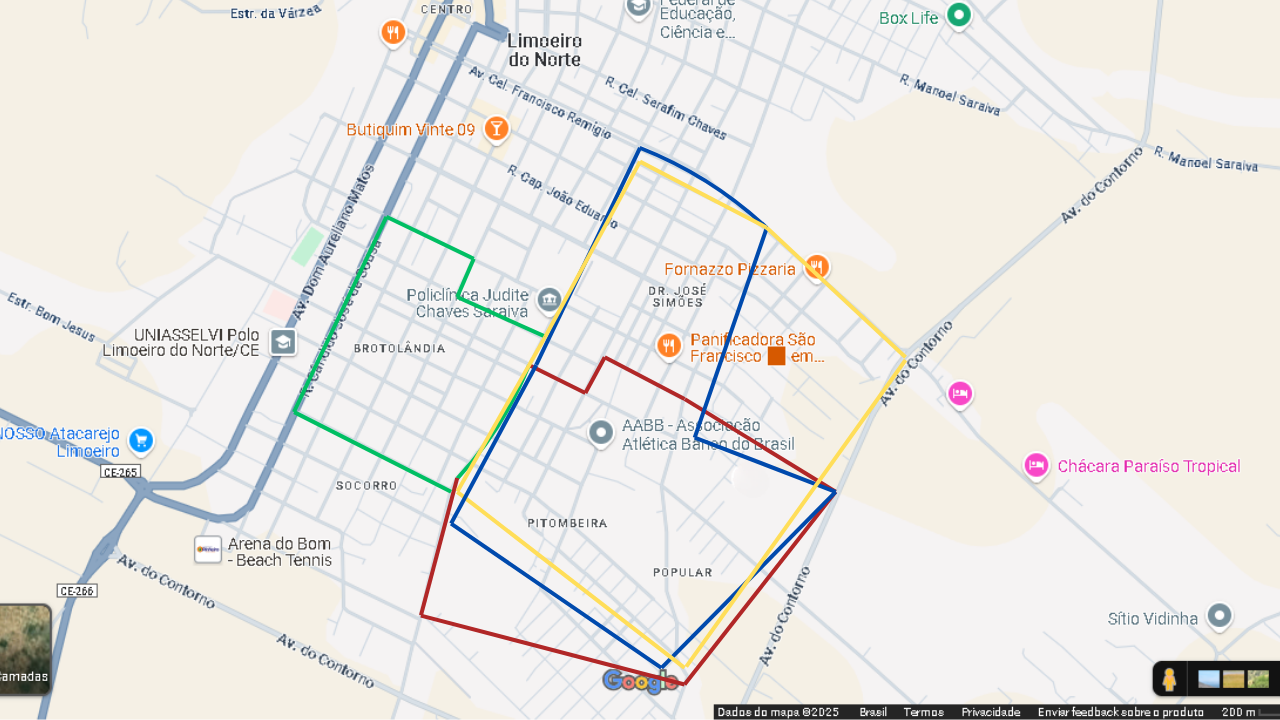 Estr. da Várzea
CENTRO
Federal de
Educação,
Ciência e...
Box Life
Limoeiro
do Norte
Av. Cel. Francisco Remígio
R. Cel. Serafim Chaves
R. Manoel Saraiva
Butiquim Vinte 09
R. Manoel Saraiva
Av. do Contorno
Av. Dom Aureliano Matos
R. Cap. João Eduardo
R. Cândido José de Sousa
Fornazzo Pizzaria
DR. JOSÉ
SIMÕES
Policlínica Judite
Chaves Saraiva
Estr. Bom Jesus
UNIASSELVI Polo
Limoeiro do Norte/CE
BROTOLÂNDIA
Panificadora São
Francisco em...
Av. do Contorno
NOSSO Atacarejo
Limoeiro
AABB - Associação
Atlética Banco do Brasil
CE-265
Chácara Paraíso Tropical
SOCORRO
PITOMBEIRA
Arena do Bom
- Beach Tennis
POPULAR
Av. do Contorno
CE-266
Av. do Contorno
Av. do Contorno
Sítio Vidinha
Camadas
Google
Dados do mapa ©2025 Brasil Termos Privacidade Enviar feedback sobre o produto 200 m